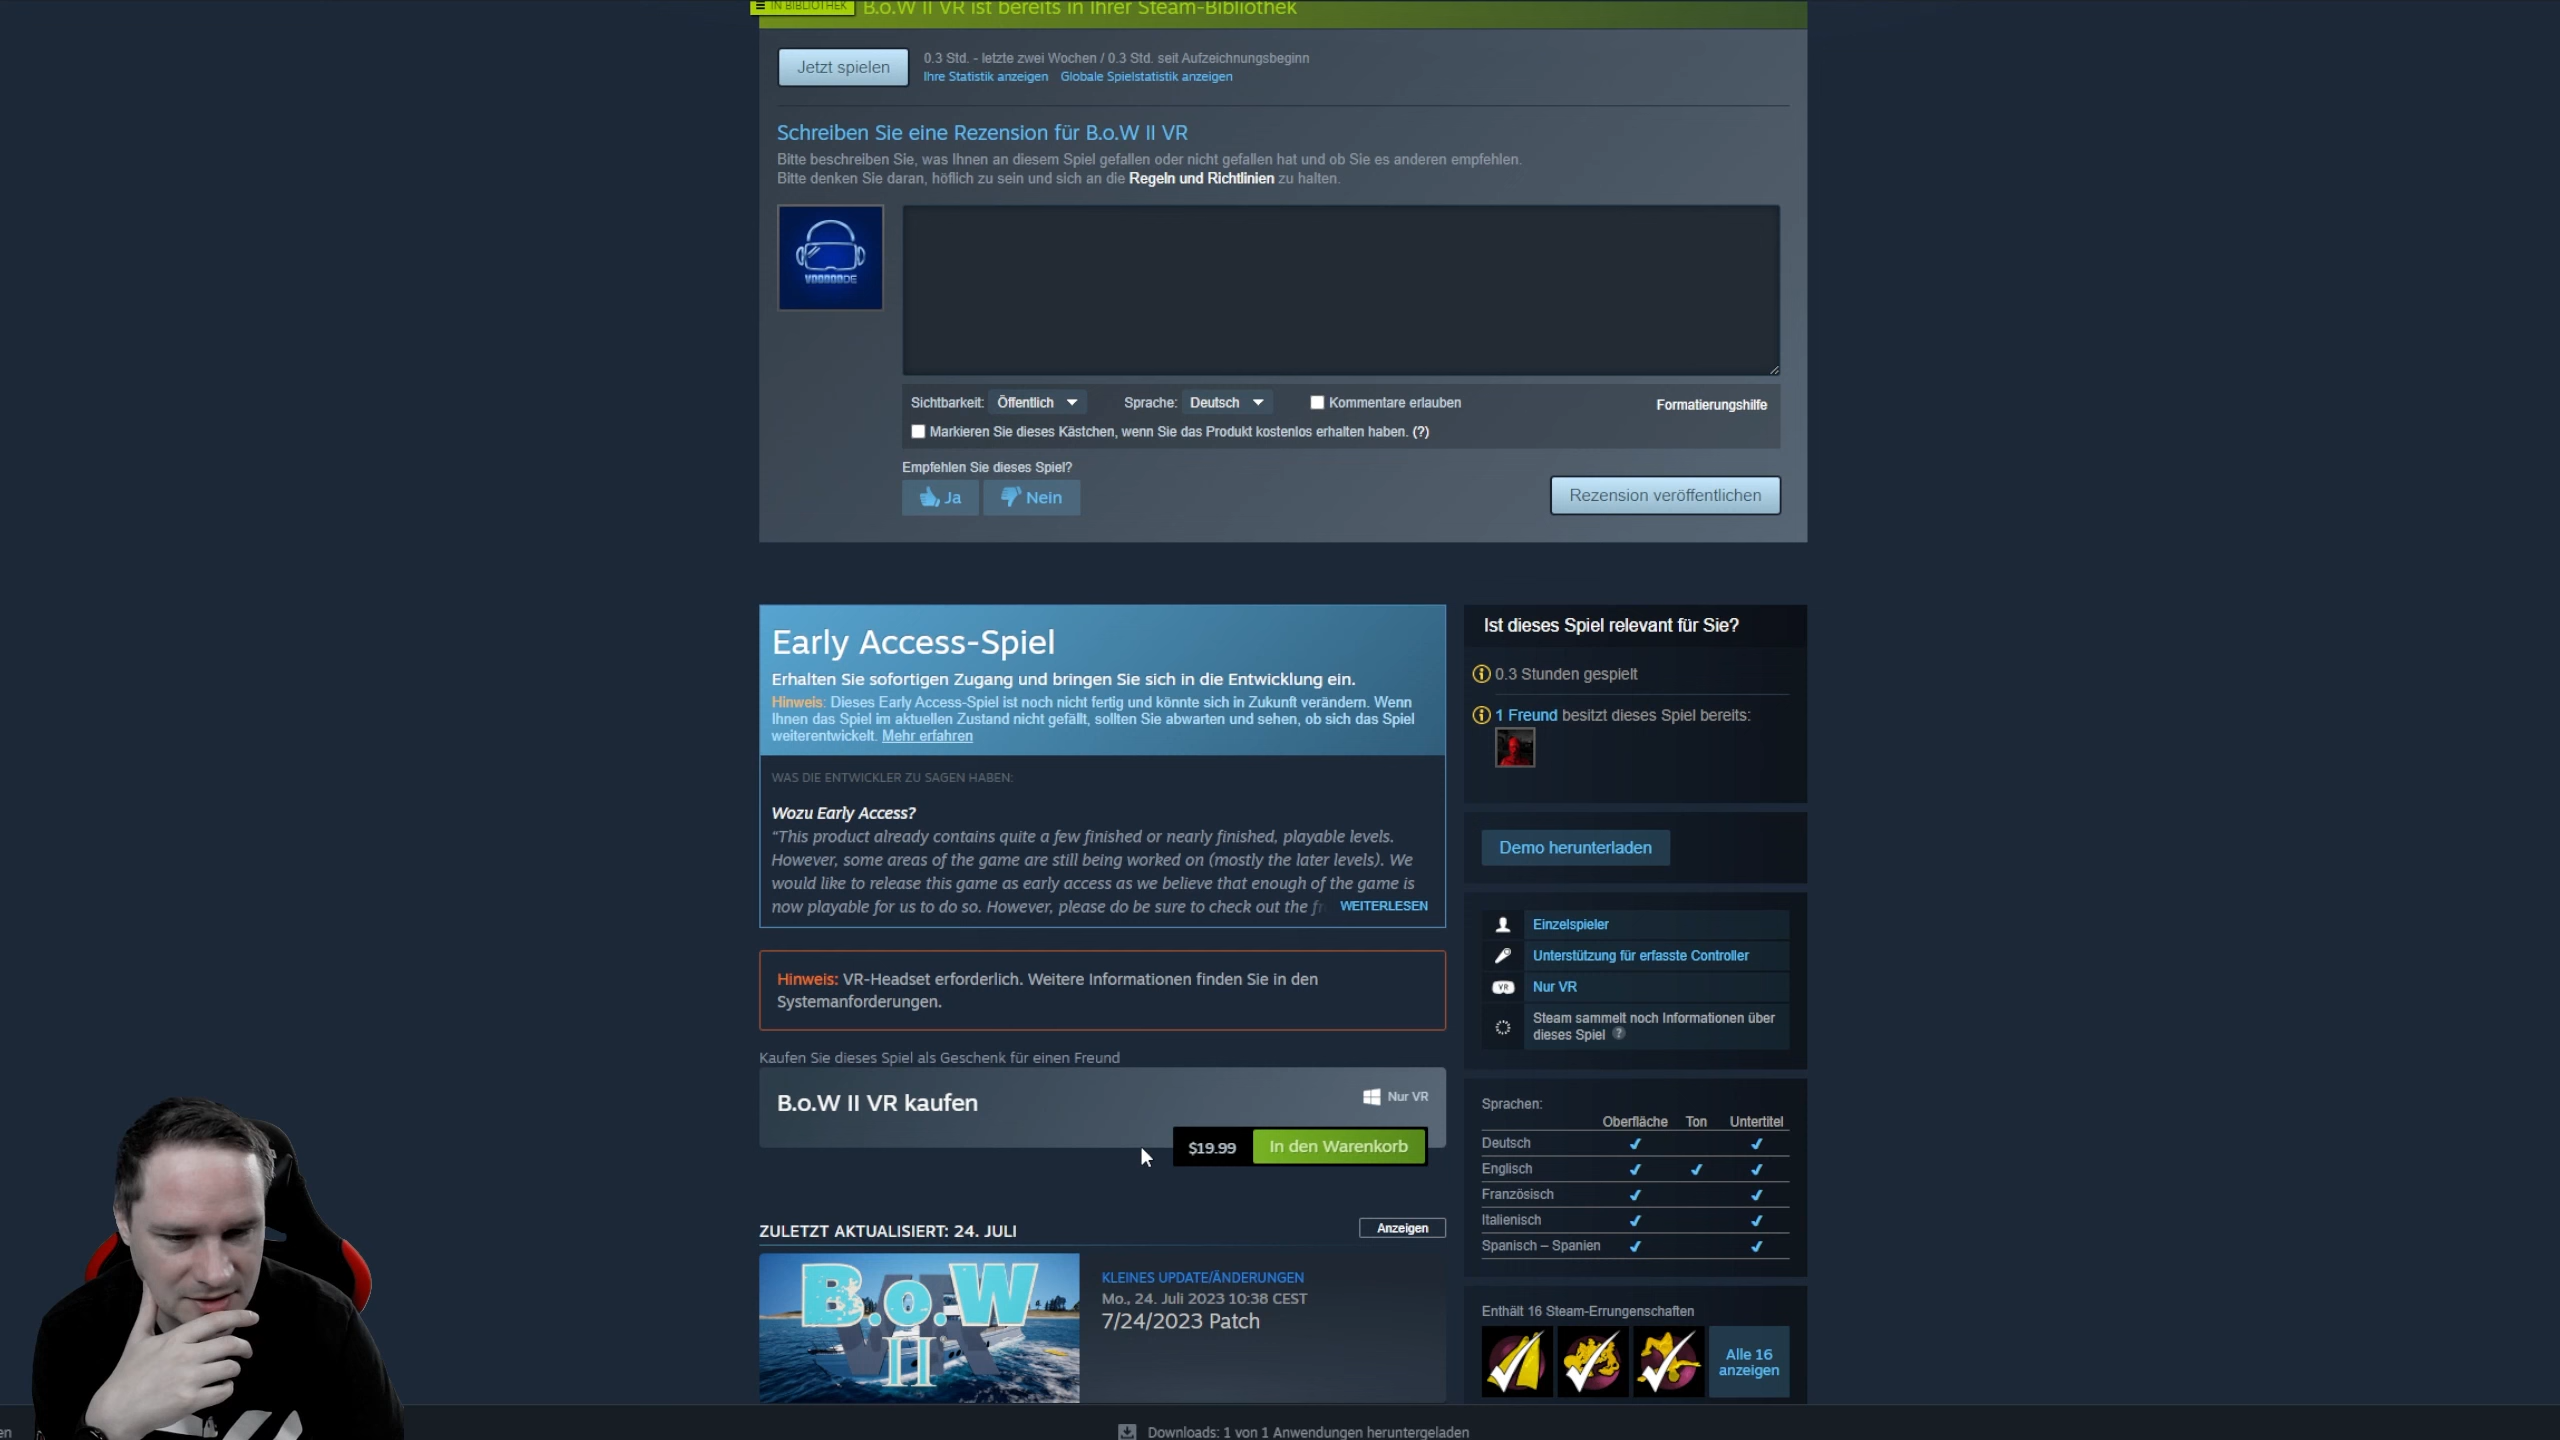 IN BIBLIOTHEK B.o.W II VR ist bereits in Ihrer Steam-Bibliothek
Jetzt spielen
0.3 Std. - letzte zwei Wochen / 0.3 Std. seit Aufzeichnungsbeginn
Ihre Statistik anzeigen Globale Spielstatistik anzeigen
Schreiben Sie eine Rezension für B.o.W II VR
Bitte beschreiben Sie, was Ihnen an diesem Spiel gefallen oder nicht gefallen hat und ob Sie es anderen empfehlen.
Bitte denken Sie daran, höflich zu sein und sich an die Regeln und Richtlinien zu halten.
Sichtbarkeit: Öffentlich Sprache: Deutsch Kommentare erlauben Formatierungshilfe
Markieren Sie dieses Kästchen, wenn Sie das Produkt kostenlos erhalten haben. (?)
Empfehlen Sie dieses Spiel?
Ja Nein Rezension veröffentlichen
Early Access-Spiel
Erhalten Sie sofortigen Zugang und bringen Sie sich in die Entwicklung ein.
Hinweis: Dieses Early Access-Spiel ist noch nicht fertig und könnte sich in Zukunft verändern. Wenn
Ihnen das Spiel im aktuellen Zustand nicht gefällt, sollten Sie abwarten und sehen, ob sich das Spiel
weiterentwickelt. Mehr erfahren
WAS DIE ENTWICKLER ZU SAGEN HABEN:
Wozu Early Access?
“This product already contains quite a few finished or nearly finished, playable levels.
However, some areas of the game are still being worked on (mostly the later levels). We
would like to release this game as early access as we believe that enough of the game is
now playable for us to do so. However, please do be sure to check out the WEITERLESEN
Hinweis: VR-Headset erforderlich. Weitere Informationen finden Sie in den
Systemanforderungen.
Kaufen Sie dieses Spiel als Geschenk für einen Freund
B.o.W II VR kaufen
Nur VR
$19.99 In den Warenkorb
ZULETZT AKTUALISIERT: 24. JULI
Anzeigen
B.o.W
II
KLEINES UPDATE/ÄNDERUNGEN
Mo., 24. Juli 2023 10:38 CEST
7/24/2023 Patch
Ist dieses Spiel relevant für Sie?
0.3 Stunden gespielt
1 Freund besitzt dieses Spiel bereits:
Demo herunterladen
Einzelspieler
Unterstützung für erfasste Controller
VR Nur VR
Steam sammelt noch Informationen über
dieses Spiel ?
Sprachen:
Oberfläche Ton Untertitel
Deutsch ✔ ✔
Englisch ✔ ✔ ✔
Französisch ✔ ✔
Italienisch ✔ ✔
Spanisch – Spanien ✔ ✔
Enthält 16 Steam-Errungenschaften
Alle 16
anzeigen
Downloads: 1 von 1 Anwendungen heruntergeladen